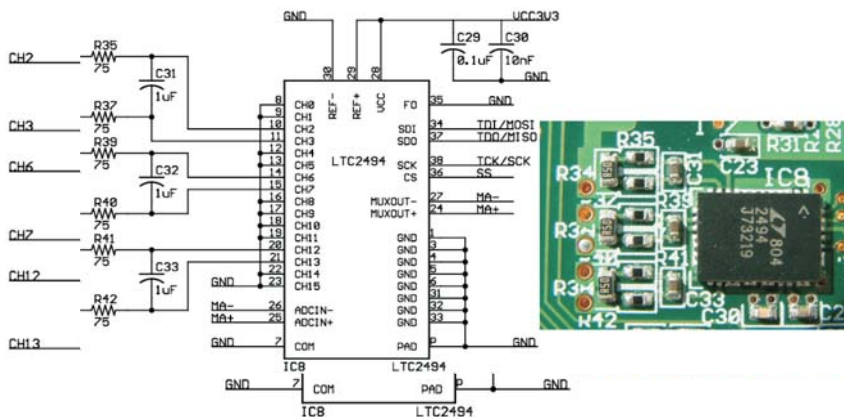 GND
VCC3V3
C29
0.1uF
C30
10nF
GND
30 29 28
REF-
REF+
VCC
CH2
R35
75
C31
1uF
R37
75
CH3
R39
75
CH6
C32
1uF
R40
75
CH7
R41
75
CH12
C33
1uF
R42
75
CH13
8 CH0
9 CH1
10 CH2
11 CH3
12 CH4
13 CH5
14 CH6
15 CH7
16 CH8
17 CH9
18 CH10
19 CH11
20 CH12
21 CH13
22 CH14
GND 23 CH15
MA- 26 ADCIN-
MA+ 25 ADCIN+
GND 7 COM
LTC2494
FO 35 GND
SDI 34 TDI/MOSI
SDO 37 TDO/MISO
SCK 38 TCK/SCK
CS 36 SS
MUXOUT- 27 MA-
MUXOUT+ 24 MA+
GND 1
GND 3
GND 4
GND 5
GND 6
GND 31
GND 32
GND 33
PAD P GND
IC8 LTC2494
GND 7 COM PAD P GND
IC8 LTC2494
R35
R34
C31
C23
R31
R28
IC8
R39
R41
C33
R42
C30
R50
R50
R50
2494
804
J73219